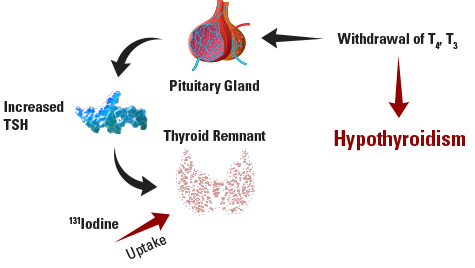 Withdrawal of T₄, T₃
Pituitary Gland
Increased
TSH
Thyroid Remnant
Hypothyroidism
¹³¹Iodine
Uptake